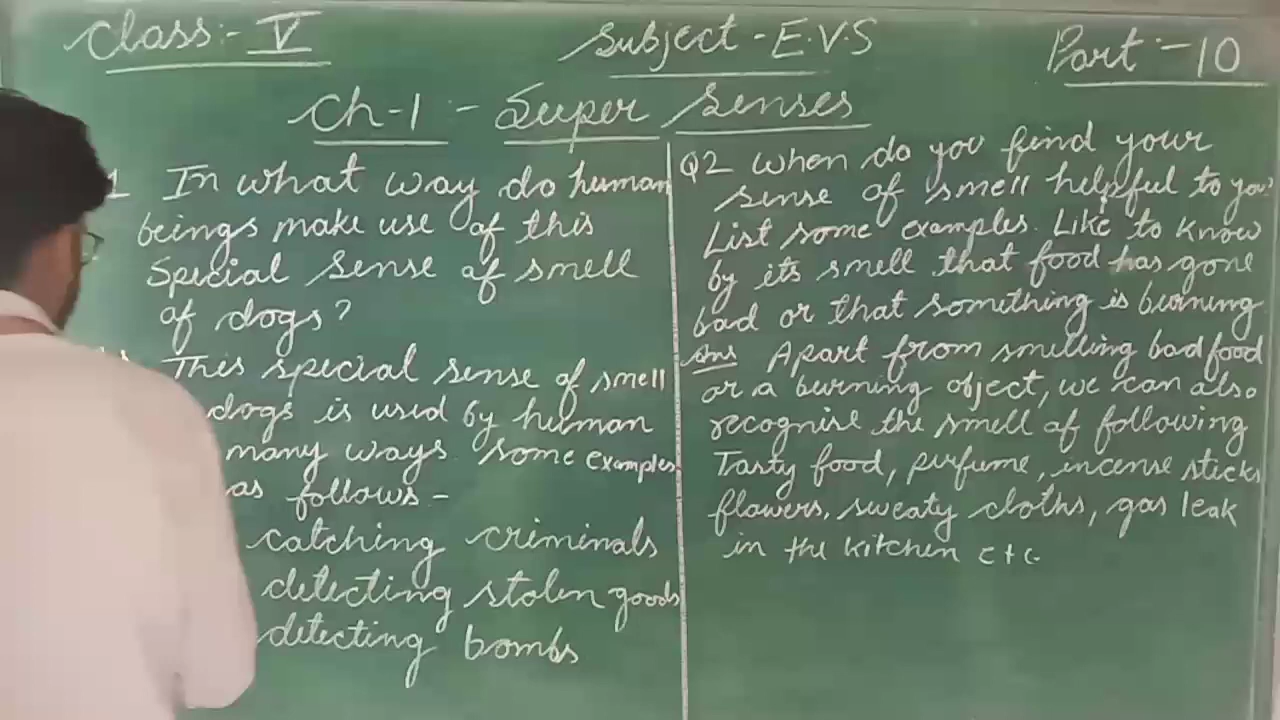 Class:- V
Subject - E.V.S
Part:- 10
Ch-1:- Super Senses
1 In what way do human
beings make use of this
Special sense of smell
of dogs?
This special sense of smell
dogs is used by human
many ways. Some examples
as follows -
catching criminals
detecting stolen goods
detecting bombs
Q2 When do you find your
sense of smell helpful to you?
List some examples. Like to know
by its smell that food has gone
bad or that something is burning
Ans Apart from smelling bad food
or a burning object, we can also
recognise the smell of following
Tasty food, perfume, incense sticks
flowers, sweaty cloths, gas leak
in the kitchen etc